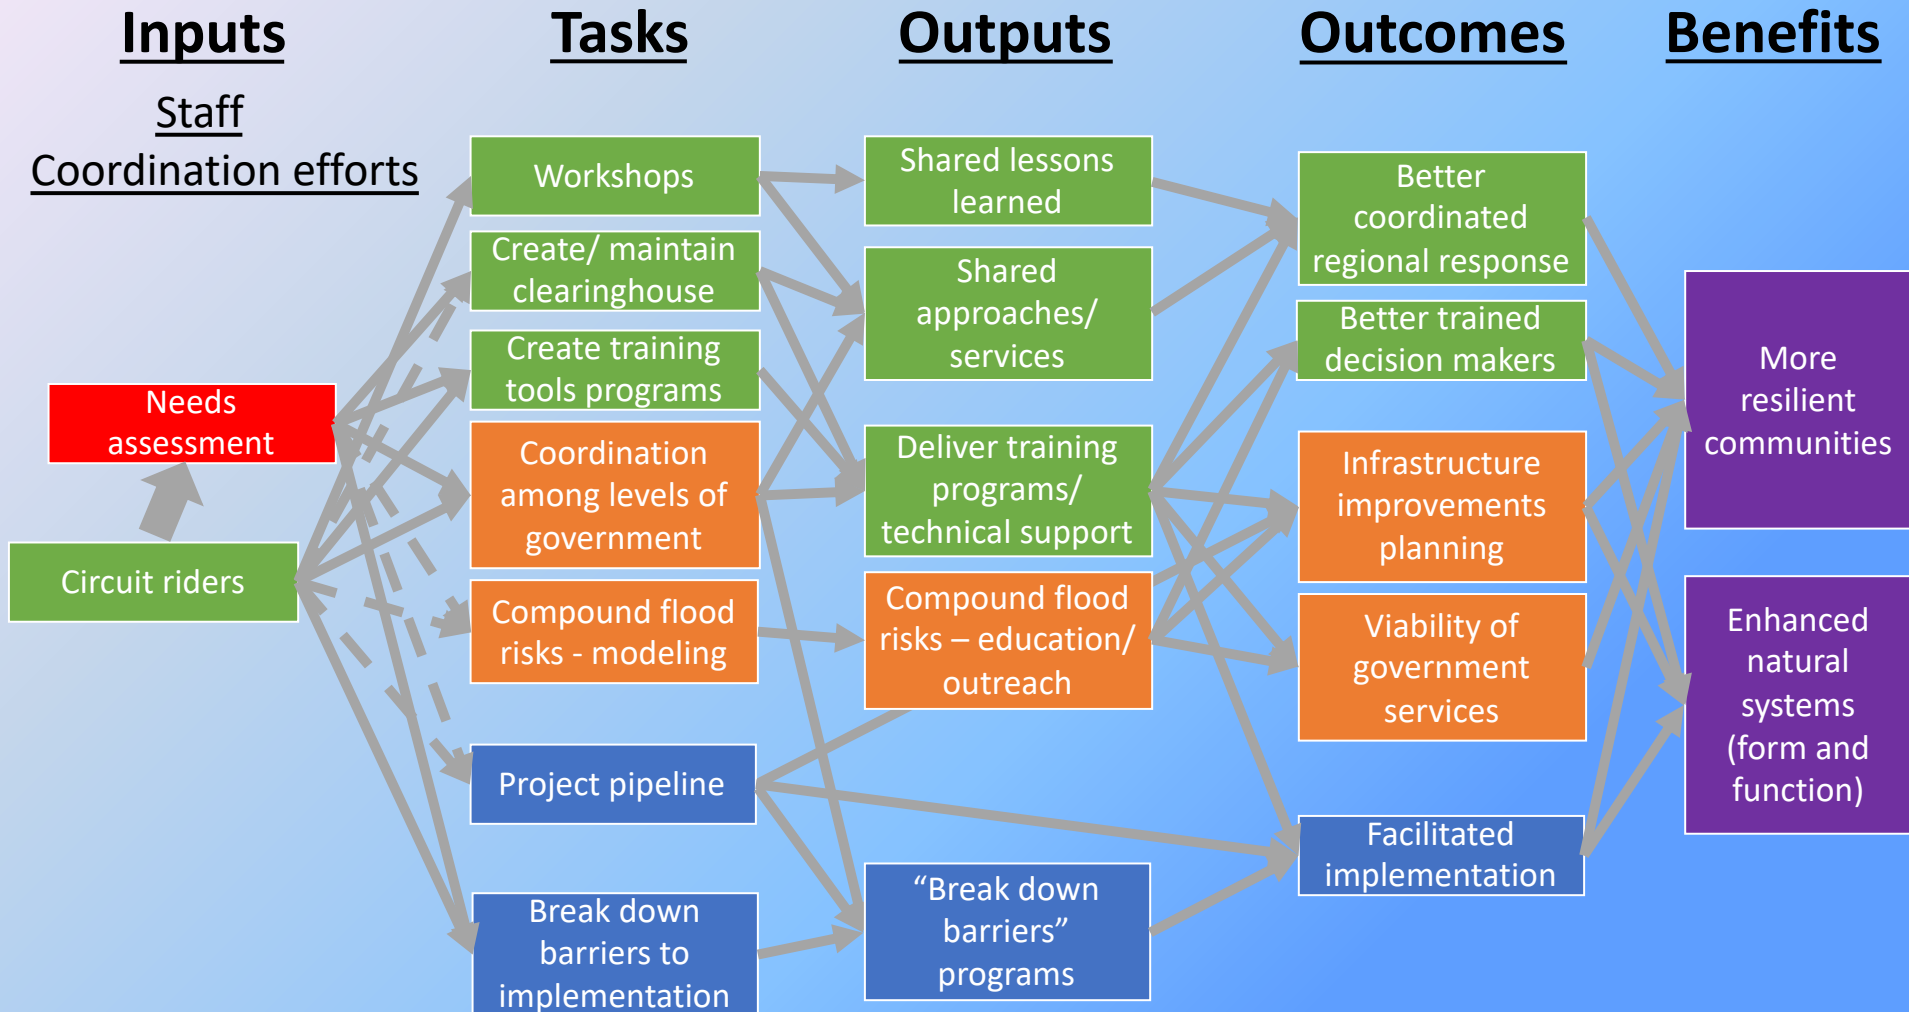 Inputs
Tasks
Outputs
Outcomes
Benefits
Staff
Coordination efforts
Needs
assessment
Circuit riders
Workshops
Create/ maintain
clearinghouse
Create training
tools programs
Coordination
among levels of
government
Compound flood
risks - modeling
Project pipeline
Break down
barriers to
implementation
Shared lessons
learned
Shared
approaches/
services
Deliver training
programs/
technical support
Compound flood
risks – education/
outreach
“Break down
barriers”
programs
Better
coordinated
regional response
Better trained
decision makers
Infrastructure
improvements
planning
Viability of
government
services
Facilitated
implementation
More
resilient
communities
Enhanced
natural
systems
(form and
function)